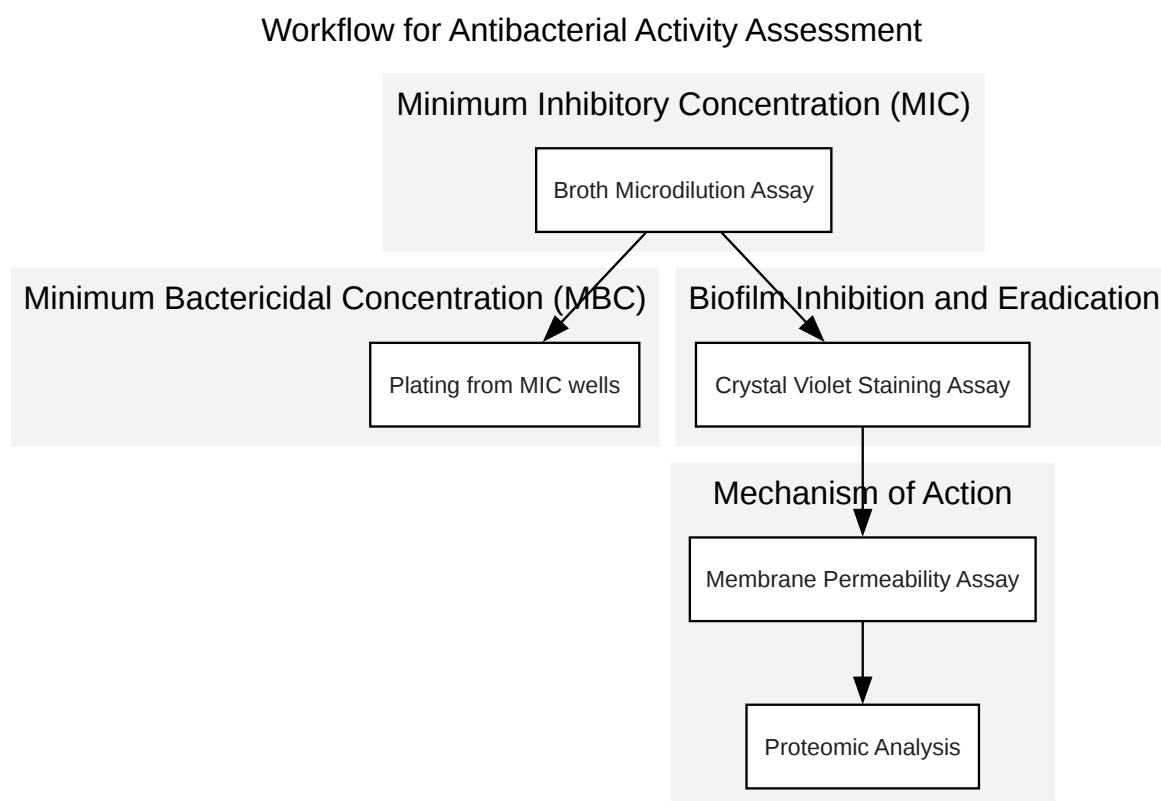 Workflow for Antibacterial Activity Assessment
Minimum Inhibitory Concentration (MIC)
Broth Microdilution Assay
Minimum Bactericidal Concentration (MBC)
Biofilm Inhibition and Eradication
Plating from MIC wells
Crystal Violet Staining Assay
Mechanism of Action
Membrane Permeability Assay
Proteomic Analysis